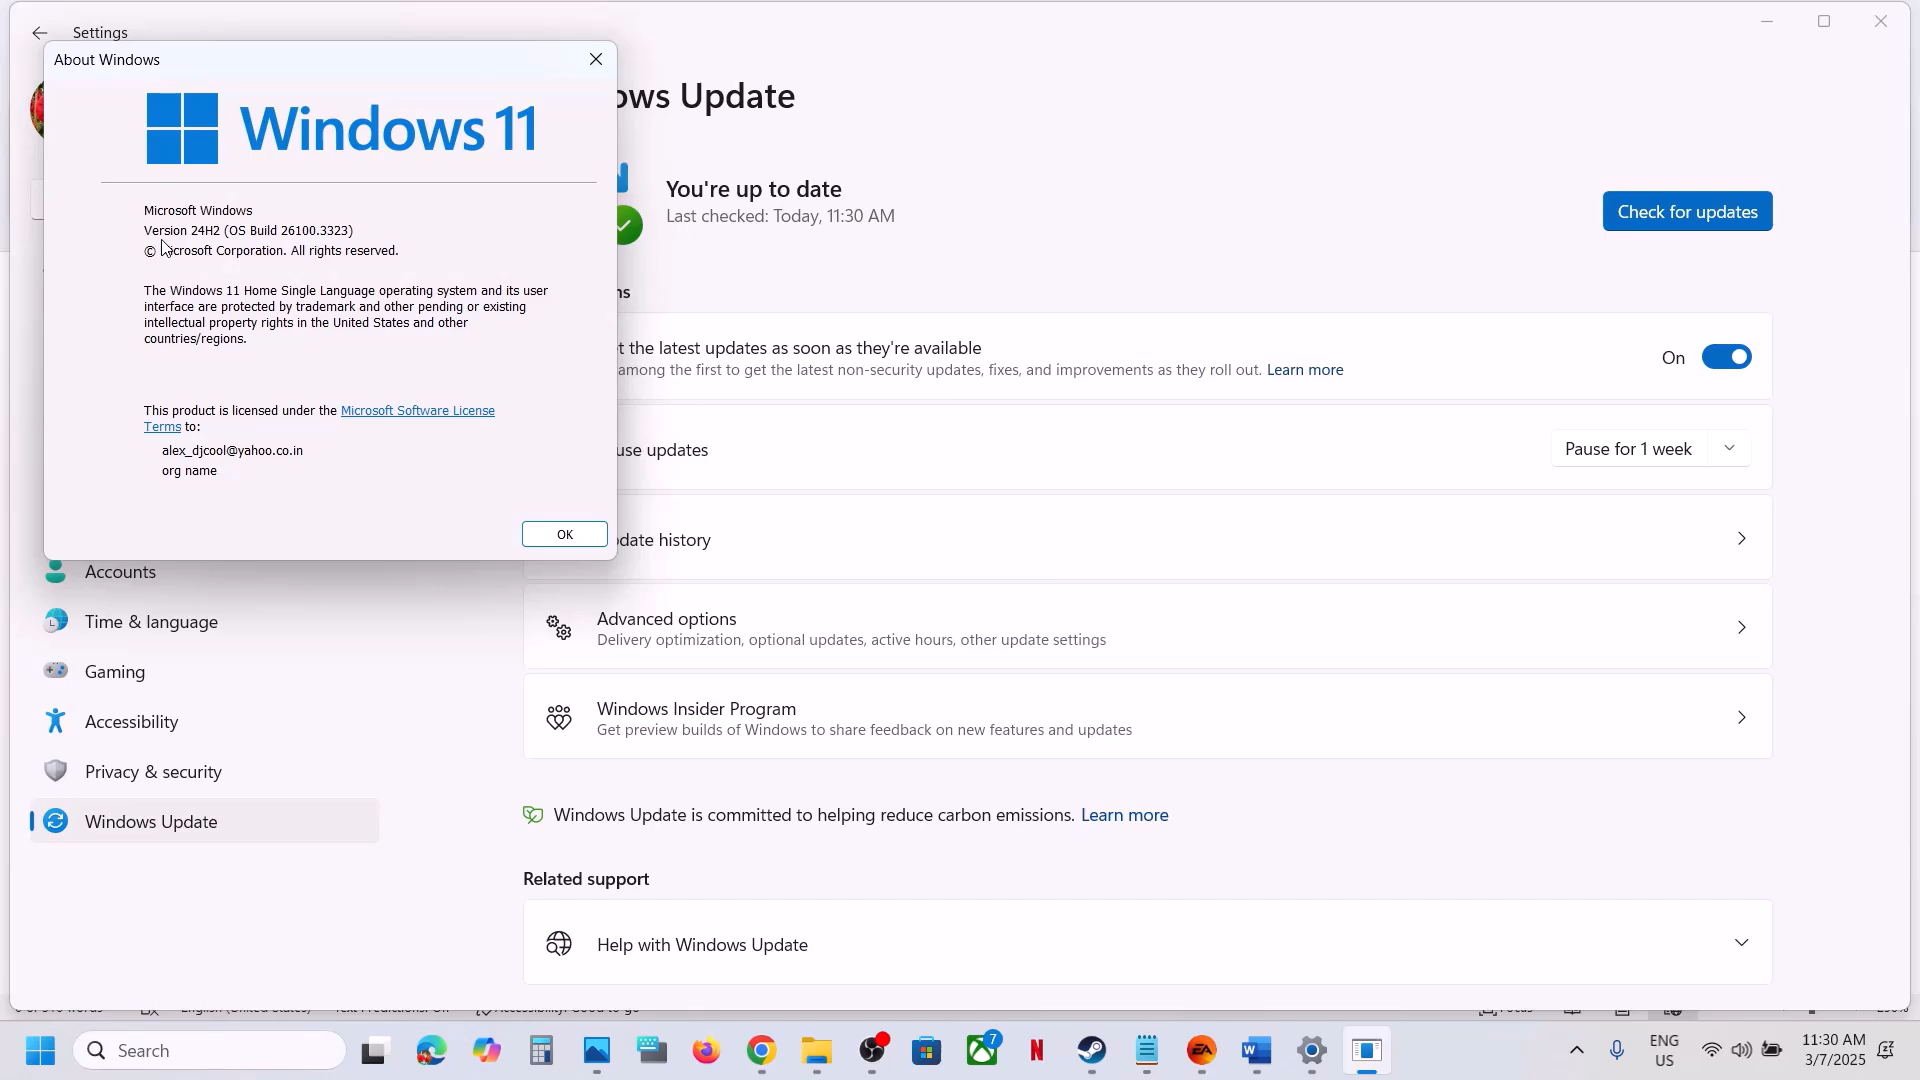 Settings
About Windows
Windows 11
Microsoft Windows
Version 24H2 (OS Build 26100.3323)
© Microsoft Corporation. All rights reserved.
The Windows 11 Home Single Language operating system and its user
interface are protected by trademark and other pending or existing
intellectual property rights in the United States and other
countries/regions.
This product is licensed under the Microsoft Software License
Terms to:
alex_djcool@yahoo.co.in
org name
OK
ows Update
You're up to date
Last checked: Today, 11:30 AM
Check for updates
ns
t the latest updates as soon as they're available
among the first to get the latest non-security updates, fixes, and improvements as they roll out. Learn more
On
use updates
Pause for 1 week
date history
Advanced options
Delivery optimization, optional updates, active hours, other update settings
Windows Insider Program
Get preview builds of Windows to share feedback on new features and updates
Windows Update is committed to helping reduce carbon emissions. Learn more
Related support
Help with Windows Update
Accounts
Time & language
Gaming
Accessibility
Privacy & security
Windows Update
Search
7
ENG
US
11:30 AM
3/7/2025